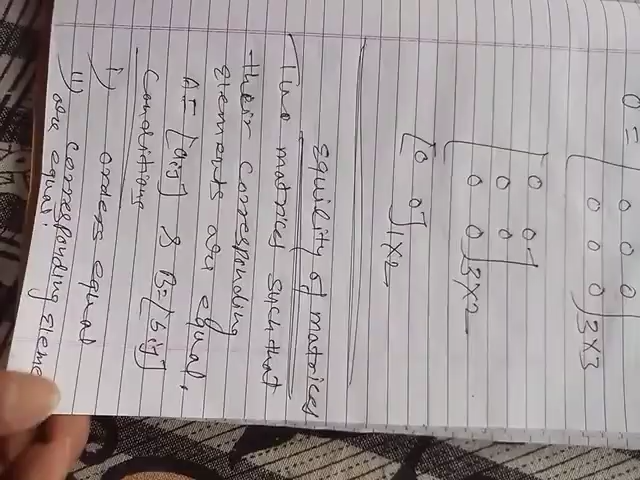 0 =
0 0 0
0 0 0]3×3
[0 0]
0 0
0 0]3×2
[0 0]1×2
equility of matrices
Two matrices such that
their corresponding
elements are equal.
A = [aij] & B = [bij]
Conditions
i) orders equal
ii) corresponding eleme
are equal.